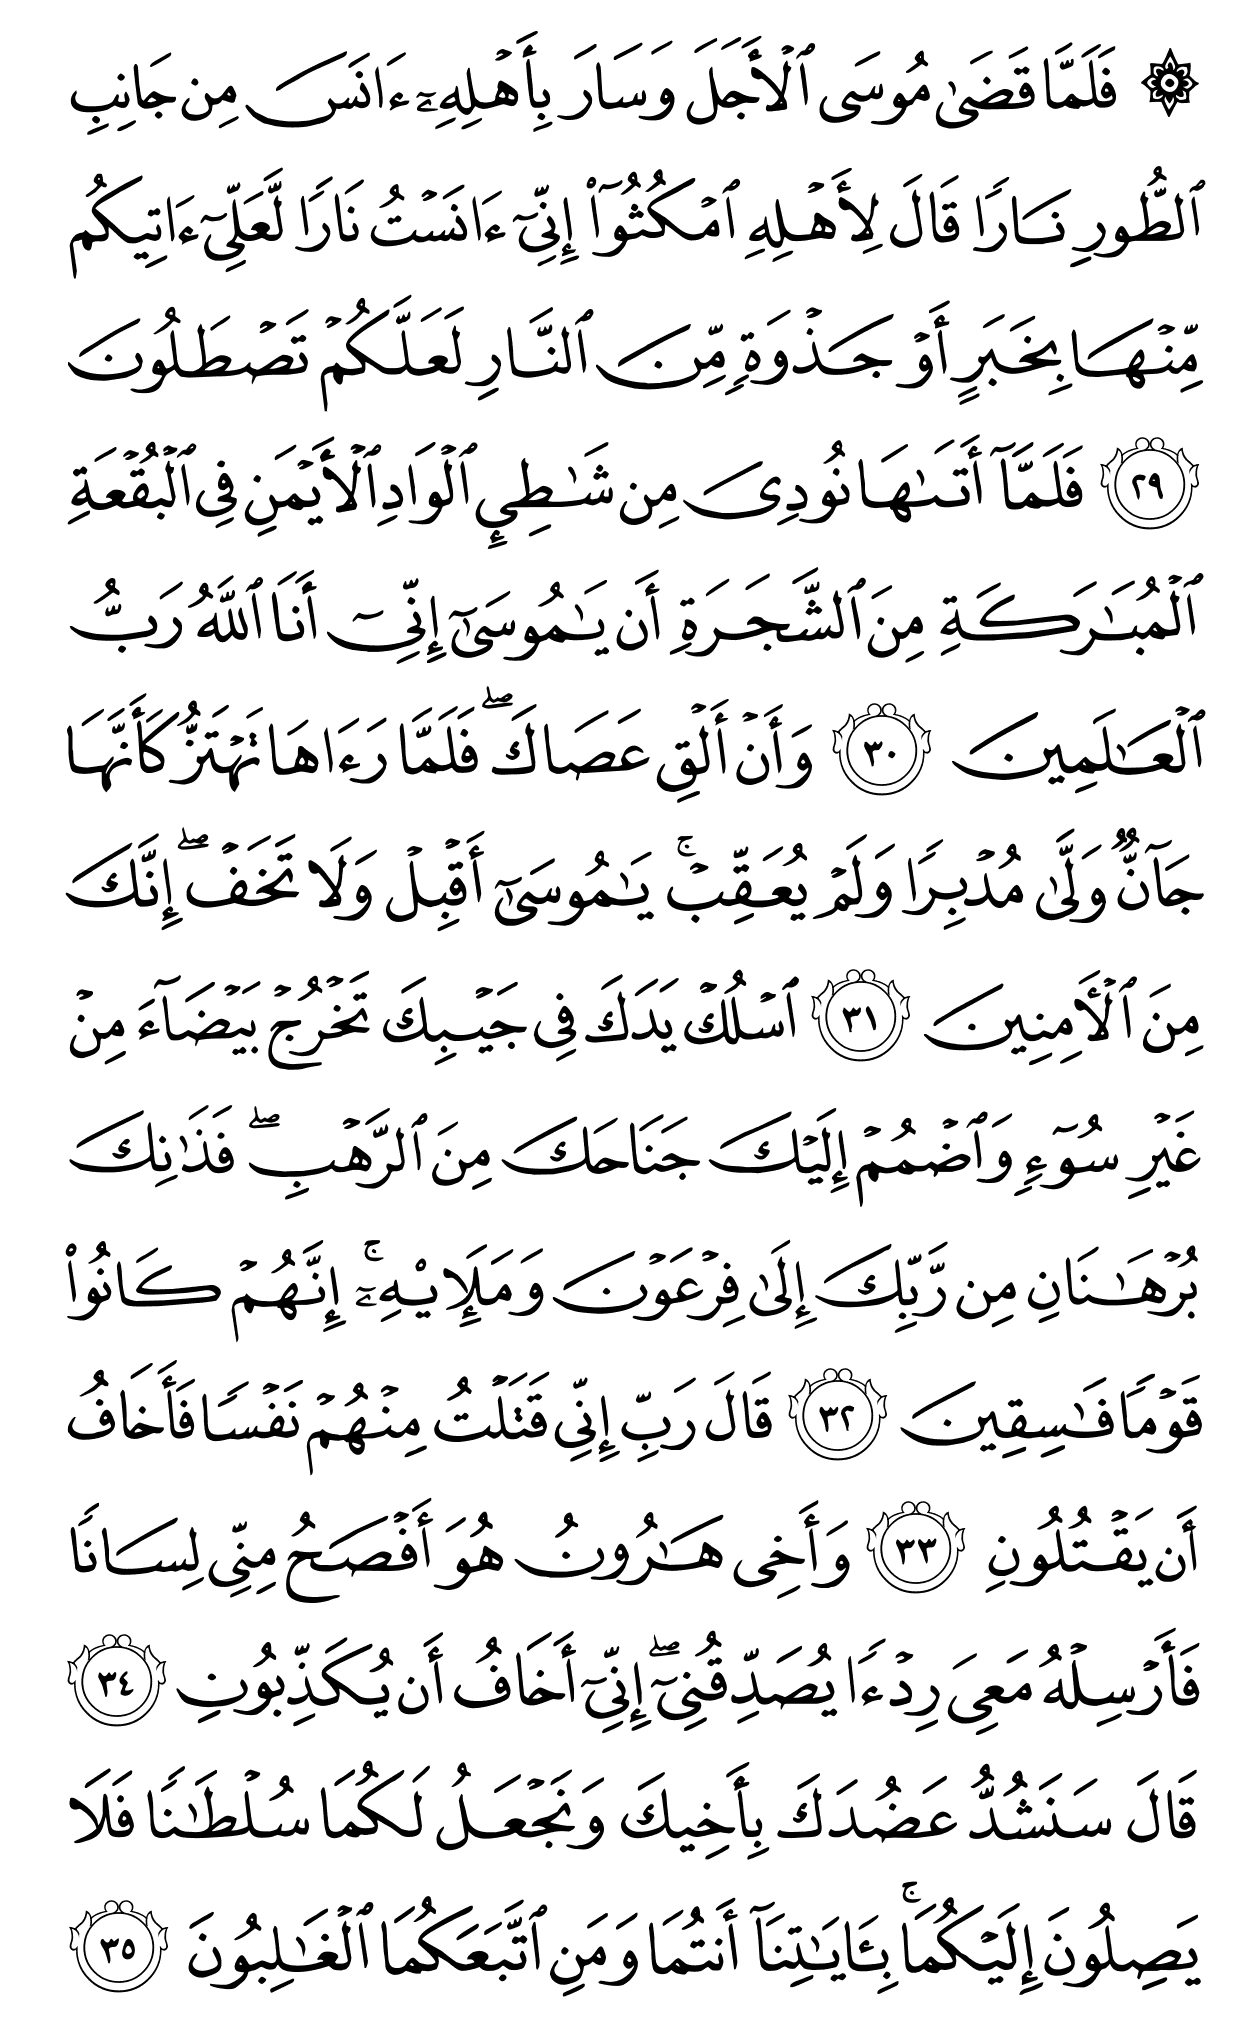 ۞ فَلَمَّا قَضَىٰ مُوسَى ٱلْأَجَلَ وَسَارَ بِأَهْلِهِۦٓ ءَانَسَ مِن جَانِبِ
ٱلطُّورِ نَارًا قَالَ لِأَهْلِهِ ٱمْكُثُوٓا۟ إِنِّىٓ ءَانَسْتُ نَارًا لَّعَلِّىٓ ءَاتِيكُم
مِّنْهَا بِخَبَرٍ أَوْ جَذْوَةٍ مِّنَ ٱلنَّارِ لَعَلَّكُمْ تَصْطَلُونَ
٢٩ فَلَمَّآ أَتَىٰهَا نُودِىَ مِن شَٰطِئِ ٱلْوَادِ ٱلْأَيْمَنِ فِى ٱلْبُقْعَةِ
ٱلْمُبَٰرَكَةِ مِنَ ٱلشَّجَرَةِ أَن يَٰمُوسَىٰٓ إِنِّىٓ أَنَا ٱللَّهُ رَبُّ
ٱلْعَٰلَمِينَ ٣٠ وَأَنْ أَلْقِ عَصَاكَ ۖ فَلَمَّا رَءَاهَا تَهْتَزُّ كَأَنَّهَا
جَآنٌّ وَلَّىٰ مُدْبِرًا وَلَمْ يُعَقِّبْ ۚ يَٰمُوسَىٰٓ أَقْبِلْ وَلَا تَخَفْ ۖ إِنَّكَ
مِنَ ٱلْـَٔامِنِينَ ٣١ ٱسْلُكْ يَدَكَ فِى جَيْبِكَ تَخْرُجْ بَيْضَآءَ مِنْ
غَيْرِ سُوٓءٍ وَٱضْمُمْ إِلَيْكَ جَنَاحَكَ مِنَ ٱلرَّهْبِ ۖ فَذَٰنِكَ
بُرْهَٰنَانِ مِن رَّبِّكَ إِلَىٰ فِرْعَوْنَ وَمَلَإِي۟هِۦٓ ۚ إِنَّهُمْ كَانُوا۟
قَوْمًا فَٰسِقِينَ ٣٢ قَالَ رَبِّ إِنِّى قَتَلْتُ مِنْهُمْ نَفْسًا فَأَخَافُ
أَن يَقْتُلُونِ ٣٣ وَأَخِى هَٰرُونُ هُوَ أَفْصَحُ مِنِّى لِسَانًا
فَأَرْسِلْهُ مَعِىَ رِدْءًا يُصَدِّقُنِىٓ ۖ إِنِّىٓ أَخَافُ أَن يُكَذِّبُونِ ٣٤
قَالَ سَنَشُدُّ عَضُدَكَ بِأَخِيكَ وَنَجْعَلُ لَكُمَا سُلْطَٰنًا فَلَا
يَصِلُونَ إِلَيْكُمَا ۚ بِـَٔايَٰتِنَآ أَنتُمَا وَمَنِ ٱتَّبَعَكُمَا ٱلْغَٰلِبُونَ ٣٥